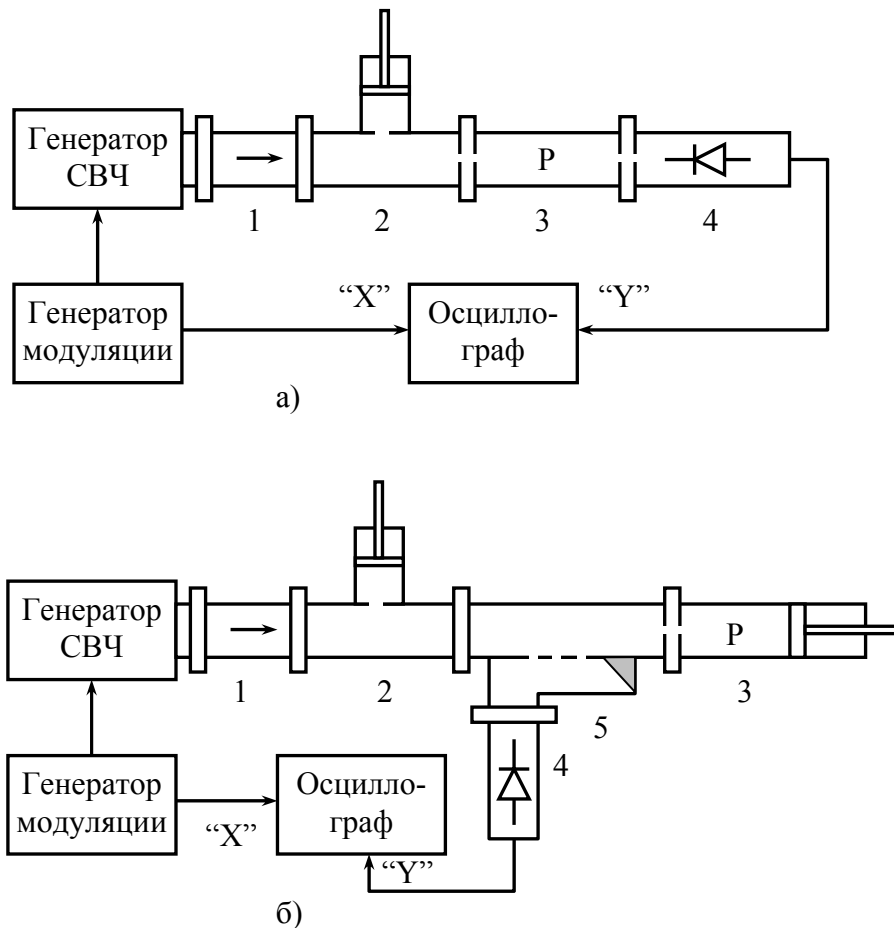 Генератор
СВЧ
P
1
2
3
4
“X”
“Y”
Генератор
модуляции
Осцилло-
граф
а)
Генератор
СВЧ
P
1
2
3
5
4
Генератор
модуляции
Осцилло-
граф
“X”
“Y”
б)